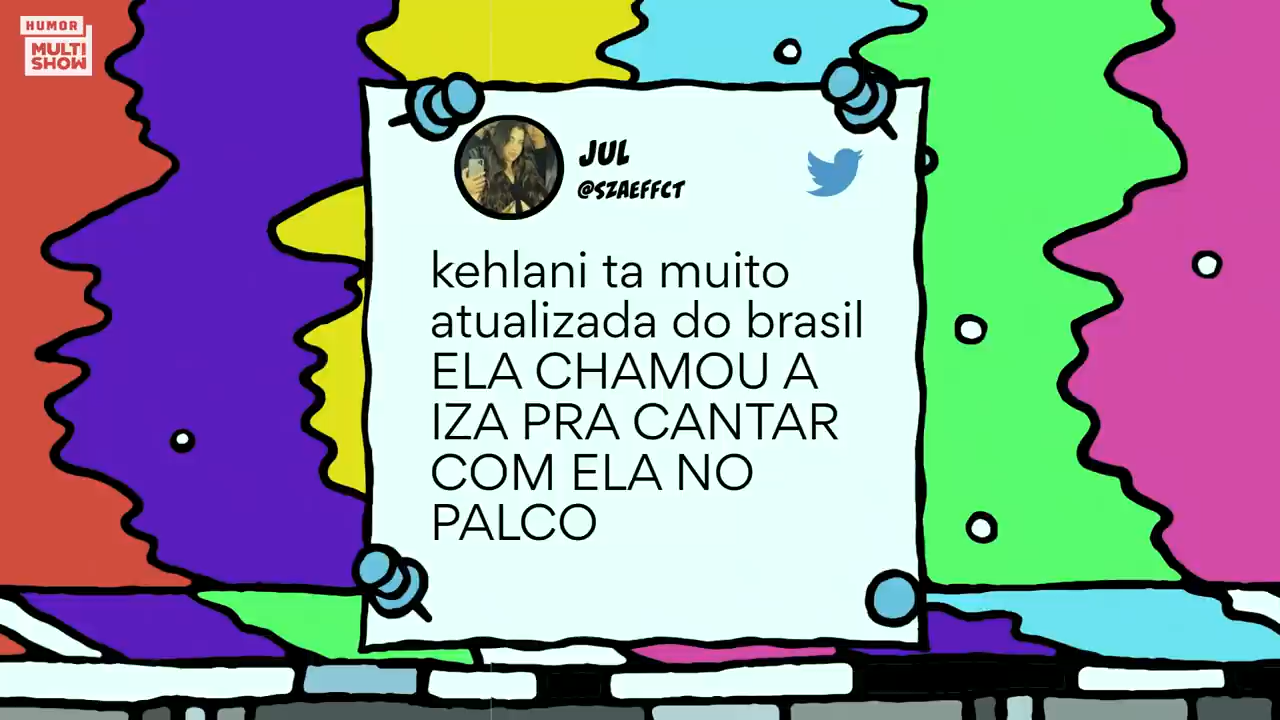 HUMOR
MULTI
SHOW
JUL
@SZAEFFCT
kehlani ta muito
atualizada do brasil
ELA CHAMOU A
IZA PRA CANTAR
COM ELA NO
PALCO